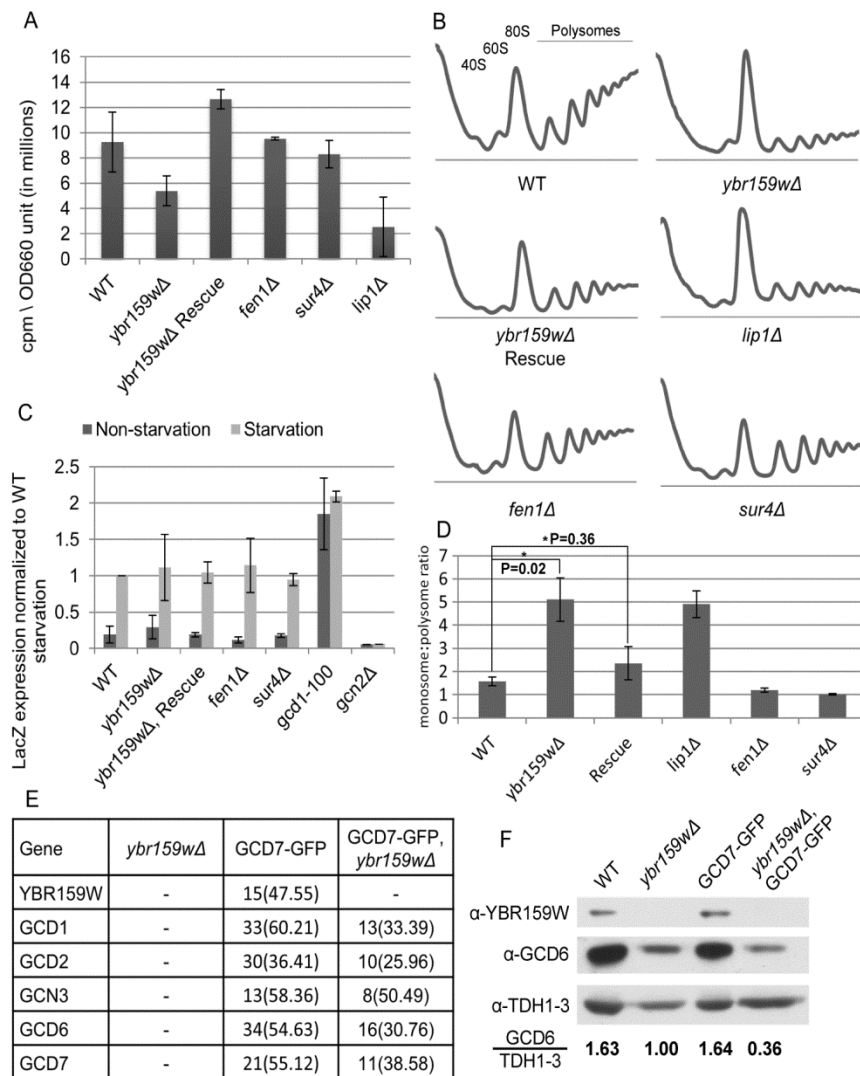 A
cpm \ OD660 unit (in millions)
16
14
12
10
8
6
4
2
0
WT
ybr159wΔ
ybr159wΔ Rescue
fen1Δ
sur4Δ
lip1Δ
B
40S
60S
80S
Polysomes
WT
ybr159wΔ
ybr159wΔ
Rescue
lip1Δ
fen1Δ
sur4Δ
C
Non-starvation
Starvation
LacZ expression normalized to WT
starvation
2.5
2
1.5
1
0.5
0
WT
ybr159wΔ
ybr159wΔ, Rescue
fen1Δ
sur4Δ
gcd1-100
gcn2Δ
D
monosome:polysome ratio
7
6
5
4
3
2
1
0
*P=0.36
*
P=0.02
WT
ybr159wΔ
Rescue
lip1Δ
fen1Δ
sur4Δ
E
Gene ybr159wΔ GCD7-GFP GCD7-GFP,
ybr159wΔ
YBR159W - 15(47.55) -
GCD1 - 33(60.21) 13(33.39)
GCD2 - 30(36.41) 10(25.96)
GCN3 - 13(58.36) 8(50.49)
GCD6 - 34(54.63) 16(30.76)
GCD7 - 21(55.12) 11(38.58)
F
WT
ybr159wΔ
GCD7-GFP
ybr159wΔ,
GCD7-GFP
α-YBR159W
α-GCD6
α-TDH1-3
GCD6
TDH1-3
1.63 1.00 1.64 0.36